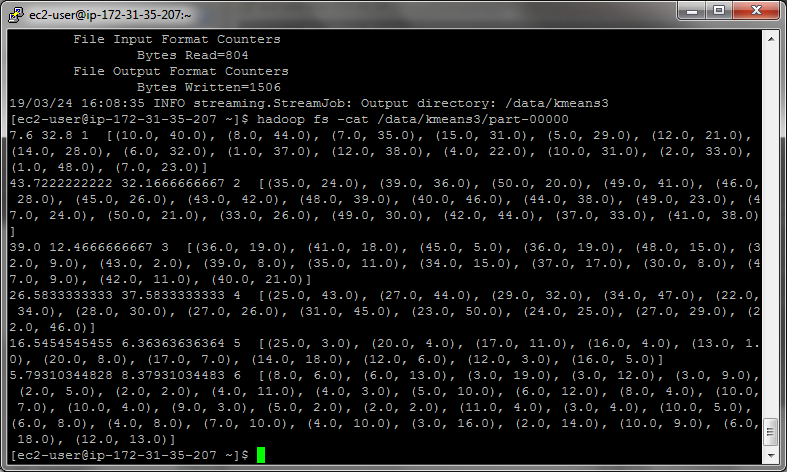 ec2-user@ip-172-31-35-207:~
        File Input Format Counters
                Bytes Read=804
        File Output Format Counters
                Bytes Written=1506
19/03/24 16:08:35 INFO streaming.StreamJob: Output directory: /data/kmeans3
[ec2-user@ip-172-31-35-207 ~]$ hadoop fs -cat /data/kmeans3/part-00000
7.6 32.8 1  [(10.0, 40.0), (8.0, 44.0), (7.0, 35.0), (15.0, 31.0), (5.0, 29.0), (12.0, 21.0),
(14.0, 28.0), (6.0, 32.0), (1.0, 37.0), (12.0, 38.0), (4.0, 22.0), (10.0, 31.0), (2.0, 33.0),
(1.0, 48.0), (7.0, 23.0)]
43.7222222222 32.1666666667 2  [(35.0, 24.0), (39.0, 36.0), (50.0, 20.0), (49.0, 41.0), (46.0,
 28.0), (45.0, 26.0), (43.0, 42.0), (48.0, 39.0), (40.0, 46.0), (44.0, 38.0), (49.0, 23.0), (4
7.0, 24.0), (50.0, 21.0), (33.0, 26.0), (49.0, 30.0), (42.0, 44.0), (37.0, 33.0), (41.0, 38.0)
]
39.0 12.4666666667 3  [(36.0, 19.0), (41.0, 18.0), (45.0, 5.0), (36.0, 19.0), (48.0, 15.0), (3
2.0, 9.0), (43.0, 2.0), (39.0, 8.0), (35.0, 11.0), (34.0, 15.0), (37.0, 17.0), (30.0, 8.0), (4
7.0, 9.0), (42.0, 11.0), (40.0, 21.0)]
26.5833333333 37.5833333333 4  [(25.0, 43.0), (27.0, 44.0), (29.0, 32.0), (34.0, 47.0), (22.0,
 34.0), (28.0, 30.0), (27.0, 26.0), (31.0, 45.0), (23.0, 50.0), (24.0, 25.0), (27.0, 29.0), (2
2.0, 46.0)]
16.5454545455 6.36363636364 5  [(25.0, 3.0), (20.0, 4.0), (17.0, 11.0), (16.0, 4.0), (13.0, 1.
0), (20.0, 8.0), (17.0, 7.0), (14.0, 18.0), (12.0, 6.0), (12.0, 3.0), (16.0, 5.0)]
5.79310344828 8.37931034483 6  [(8.0, 6.0), (6.0, 13.0), (3.0, 19.0), (3.0, 12.0), (3.0, 9.0),
 (2.0, 5.0), (2.0, 2.0), (4.0, 11.0), (4.0, 3.0), (5.0, 10.0), (6.0, 12.0), (8.0, 4.0), (10.0,
 7.0), (10.0, 4.0), (9.0, 3.0), (5.0, 2.0), (2.0, 2.0), (11.0, 4.0), (3.0, 4.0), (10.0, 5.0),
(6.0, 8.0), (4.0, 8.0), (7.0, 10.0), (4.0, 10.0), (3.0, 16.0), (2.0, 14.0), (10.0, 9.0), (6.0,
 18.0), (12.0, 13.0)]
[ec2-user@ip-172-31-35-207 ~]$